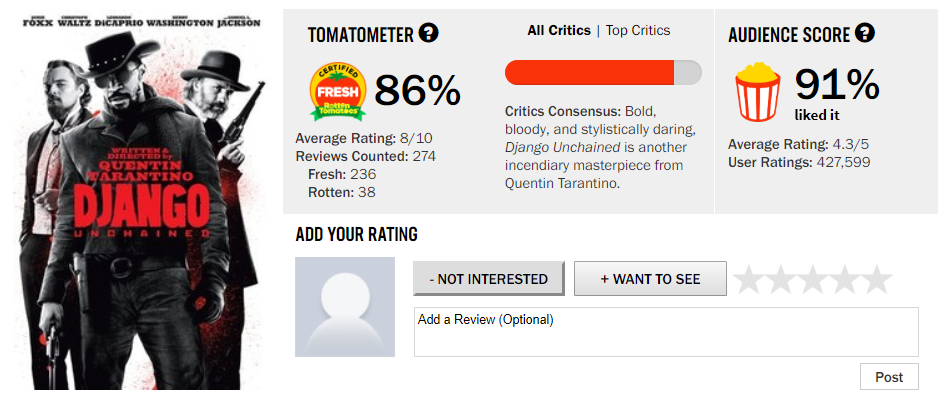 JAMIE CHRISTOPH LEONARDO KERRY SAMUEL L.
FOXX WALTZ DiCAPRIO WASHINGTON JACKSON
WRITTEN &
DIRECTED by
QUENTIN
TARANTINO
DJANGO
UNCHAINED
TOMATOMETER ?
CERTIFIED
FRESH
Rotten
Tomatoes
86%
Average Rating: 8/10
Reviews Counted: 274
Fresh: 236
Rotten: 38
All Critics | Top Critics
Critics Consensus: Bold,
bloody, and stylistically daring,
Django Unchained is another
incendiary masterpiece from
Quentin Tarantino.
AUDIENCE SCORE ?
91%
liked it
Average Rating: 4.3/5
User Ratings: 427,599
ADD YOUR RATING
- NOT INTERESTED
+ WANT TO SEE
Add a Review (Optional)
Post